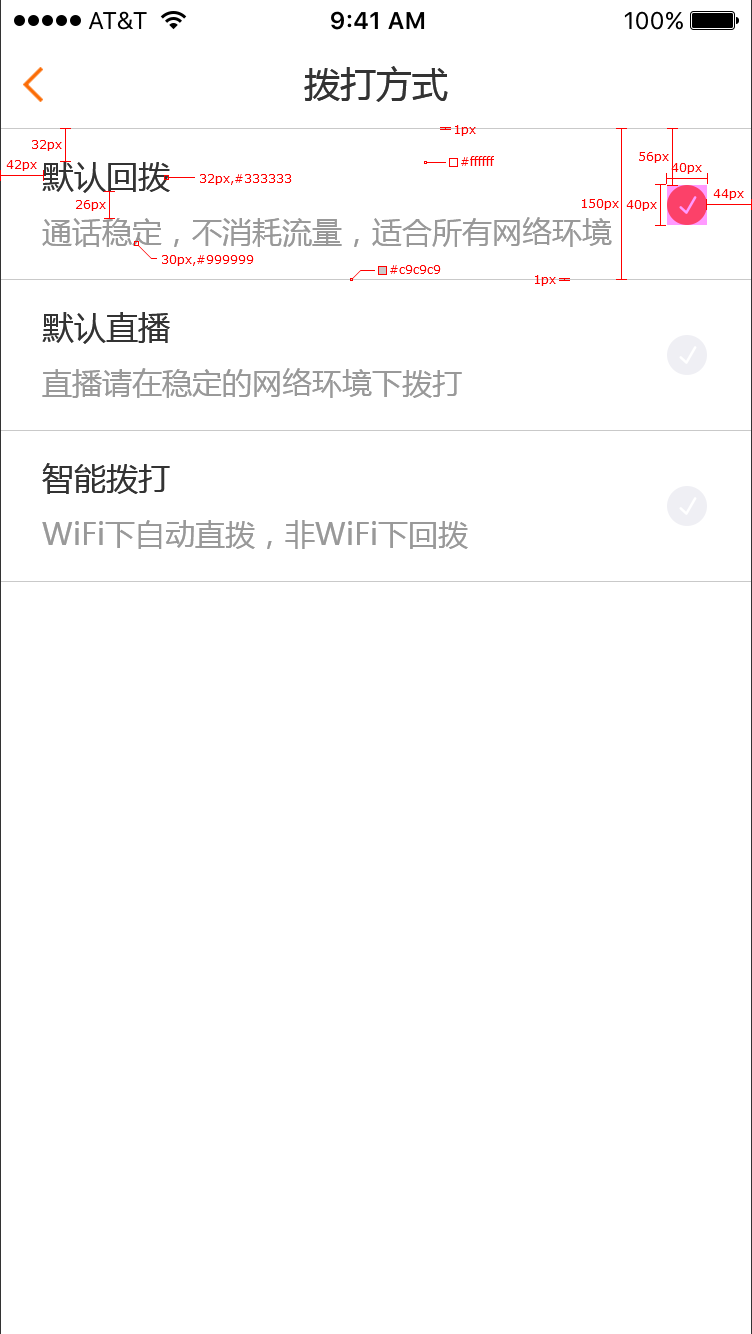 AT&T 9:41 AM 100%
拨打方式
1px
32px
56px
#ffffff
42px
40px
默认回拨
32px,#333333
44px
26px
150px
40px
通话稳定，不消耗流量，适合所有网络环境
30px,#999999
#c9c9c9
1px
默认直播
直播请在稳定的网络环境下拨打
智能拨打
WiFi下自动直拨，非WiFi下回拨